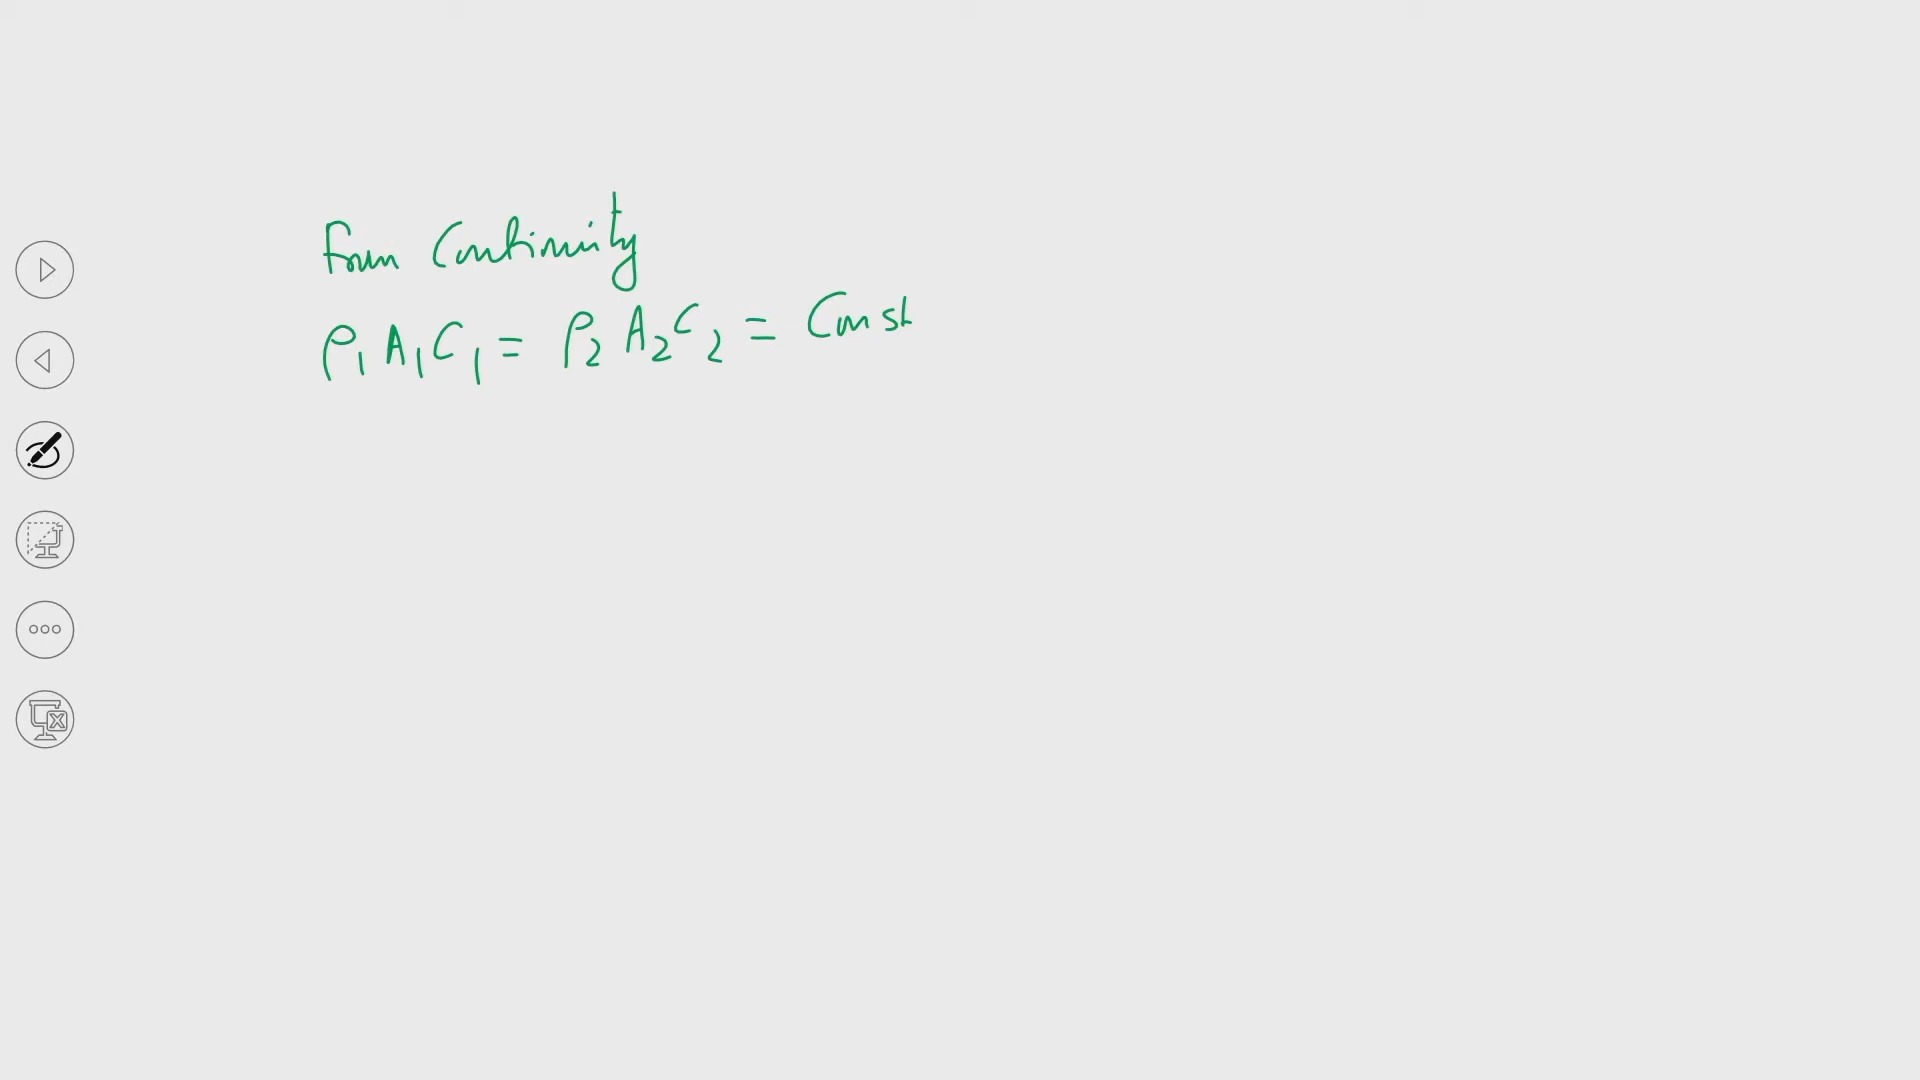 From Continuity
ρ₁ A₁ C₁ = ρ₂ A₂ C₂ = Const